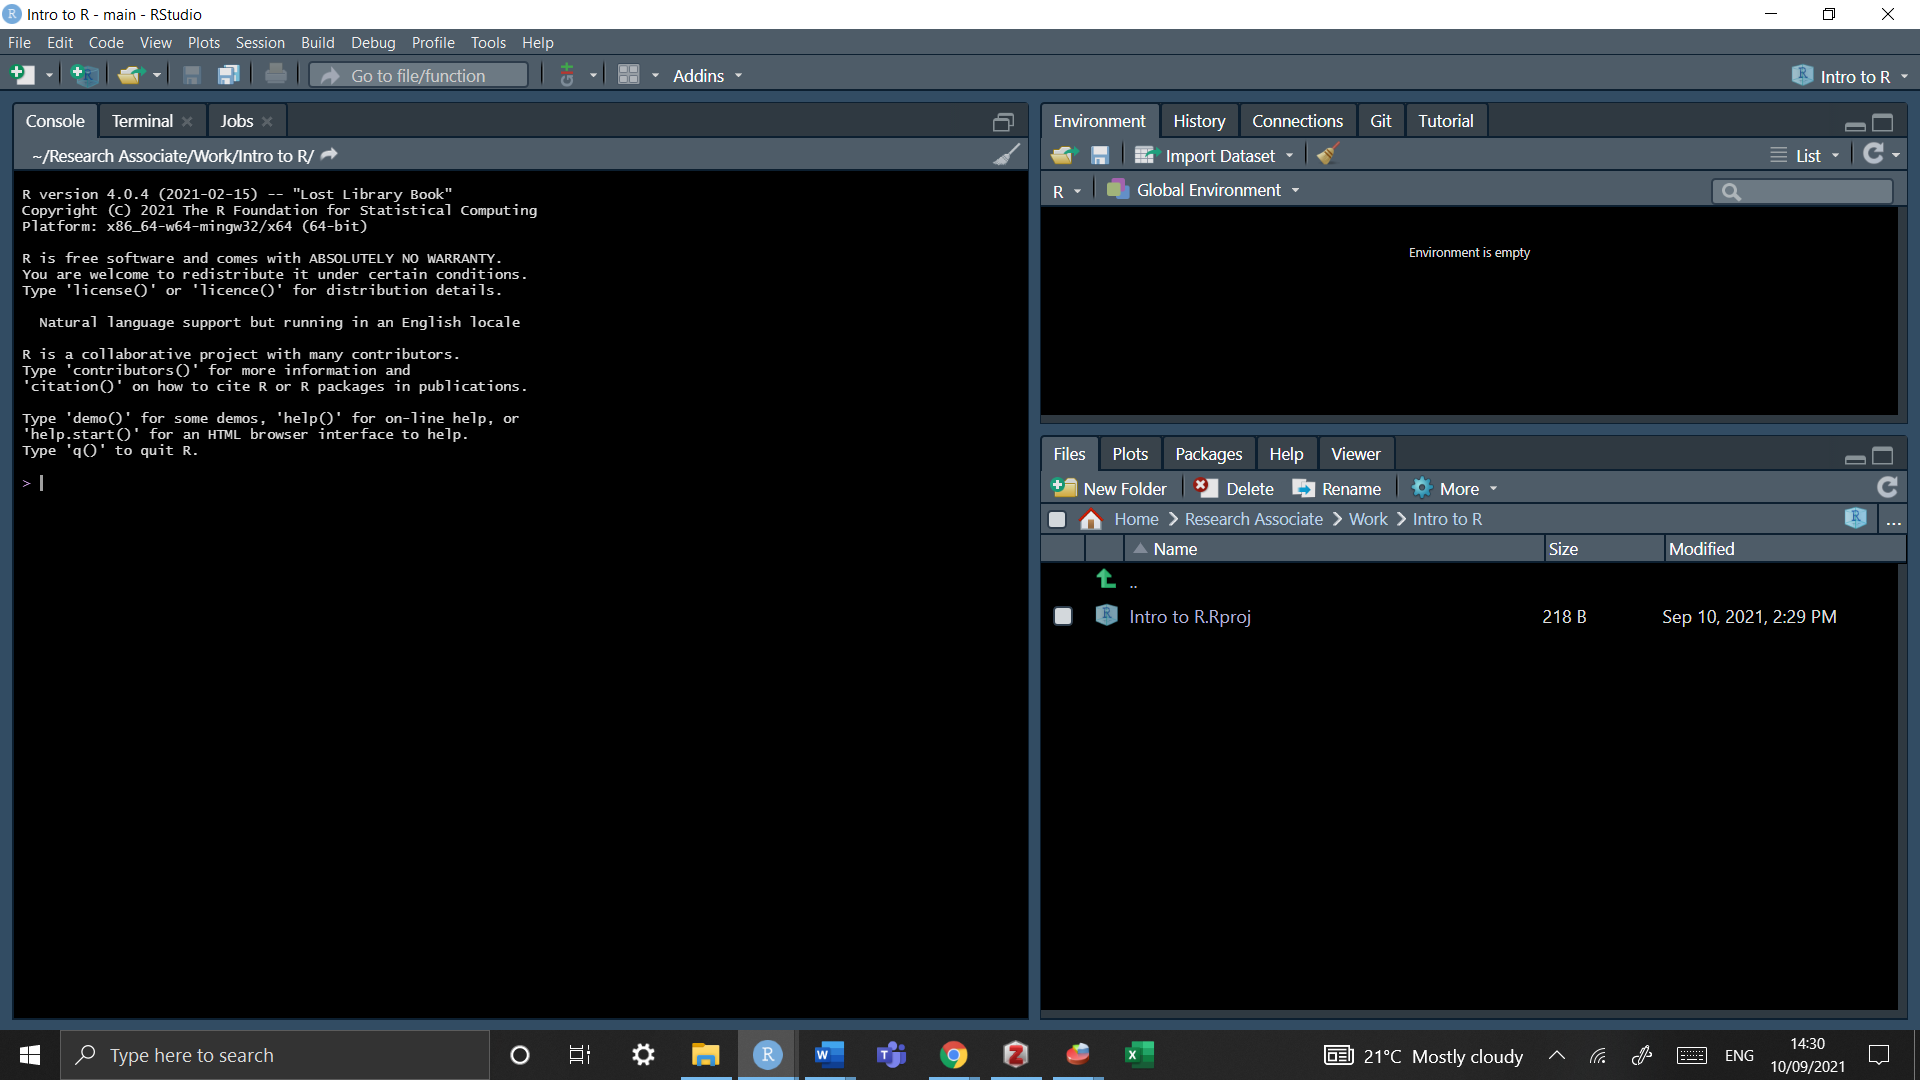 Intro to R - main - RStudio
File Edit Code View Plots Session Build Debug Profile Tools Help
Go to file/function Addins Intro to R
Console Terminal Jobs
~/Research Associate/Work/Intro to R/
R version 4.0.4 (2021-02-15) -- "Lost Library Book"
Copyright (C) 2021 The R Foundation for Statistical Computing
Platform: x86_64-w64-mingw32/x64 (64-bit)
R is free software and comes with ABSOLUTELY NO WARRANTY.
You are welcome to redistribute it under certain conditions.
Type 'license()' or 'licence()' for distribution details.
Natural language support but running in an English locale
R is a collaborative project with many contributors.
Type 'contributors()' for more information and
'citation()' on how to cite R or R packages in publications.
Type 'demo()' for some demos, 'help()' for on-line help, or
'help.start()' for an HTML browser interface to help.
Type 'q()' to quit R.
>
Environment History Connections Git Tutorial
Import Dataset List
R Global Environment
Environment is empty
Files Plots Packages Help Viewer
New Folder Delete Rename More
Home Research Associate Work Intro to R ...
Name Size Modified
..
Intro to R.Rproj 218 B Sep 10, 2021, 2:29 PM
Type here to search
21°C Mostly cloudy ENG
14:30
10/09/2021